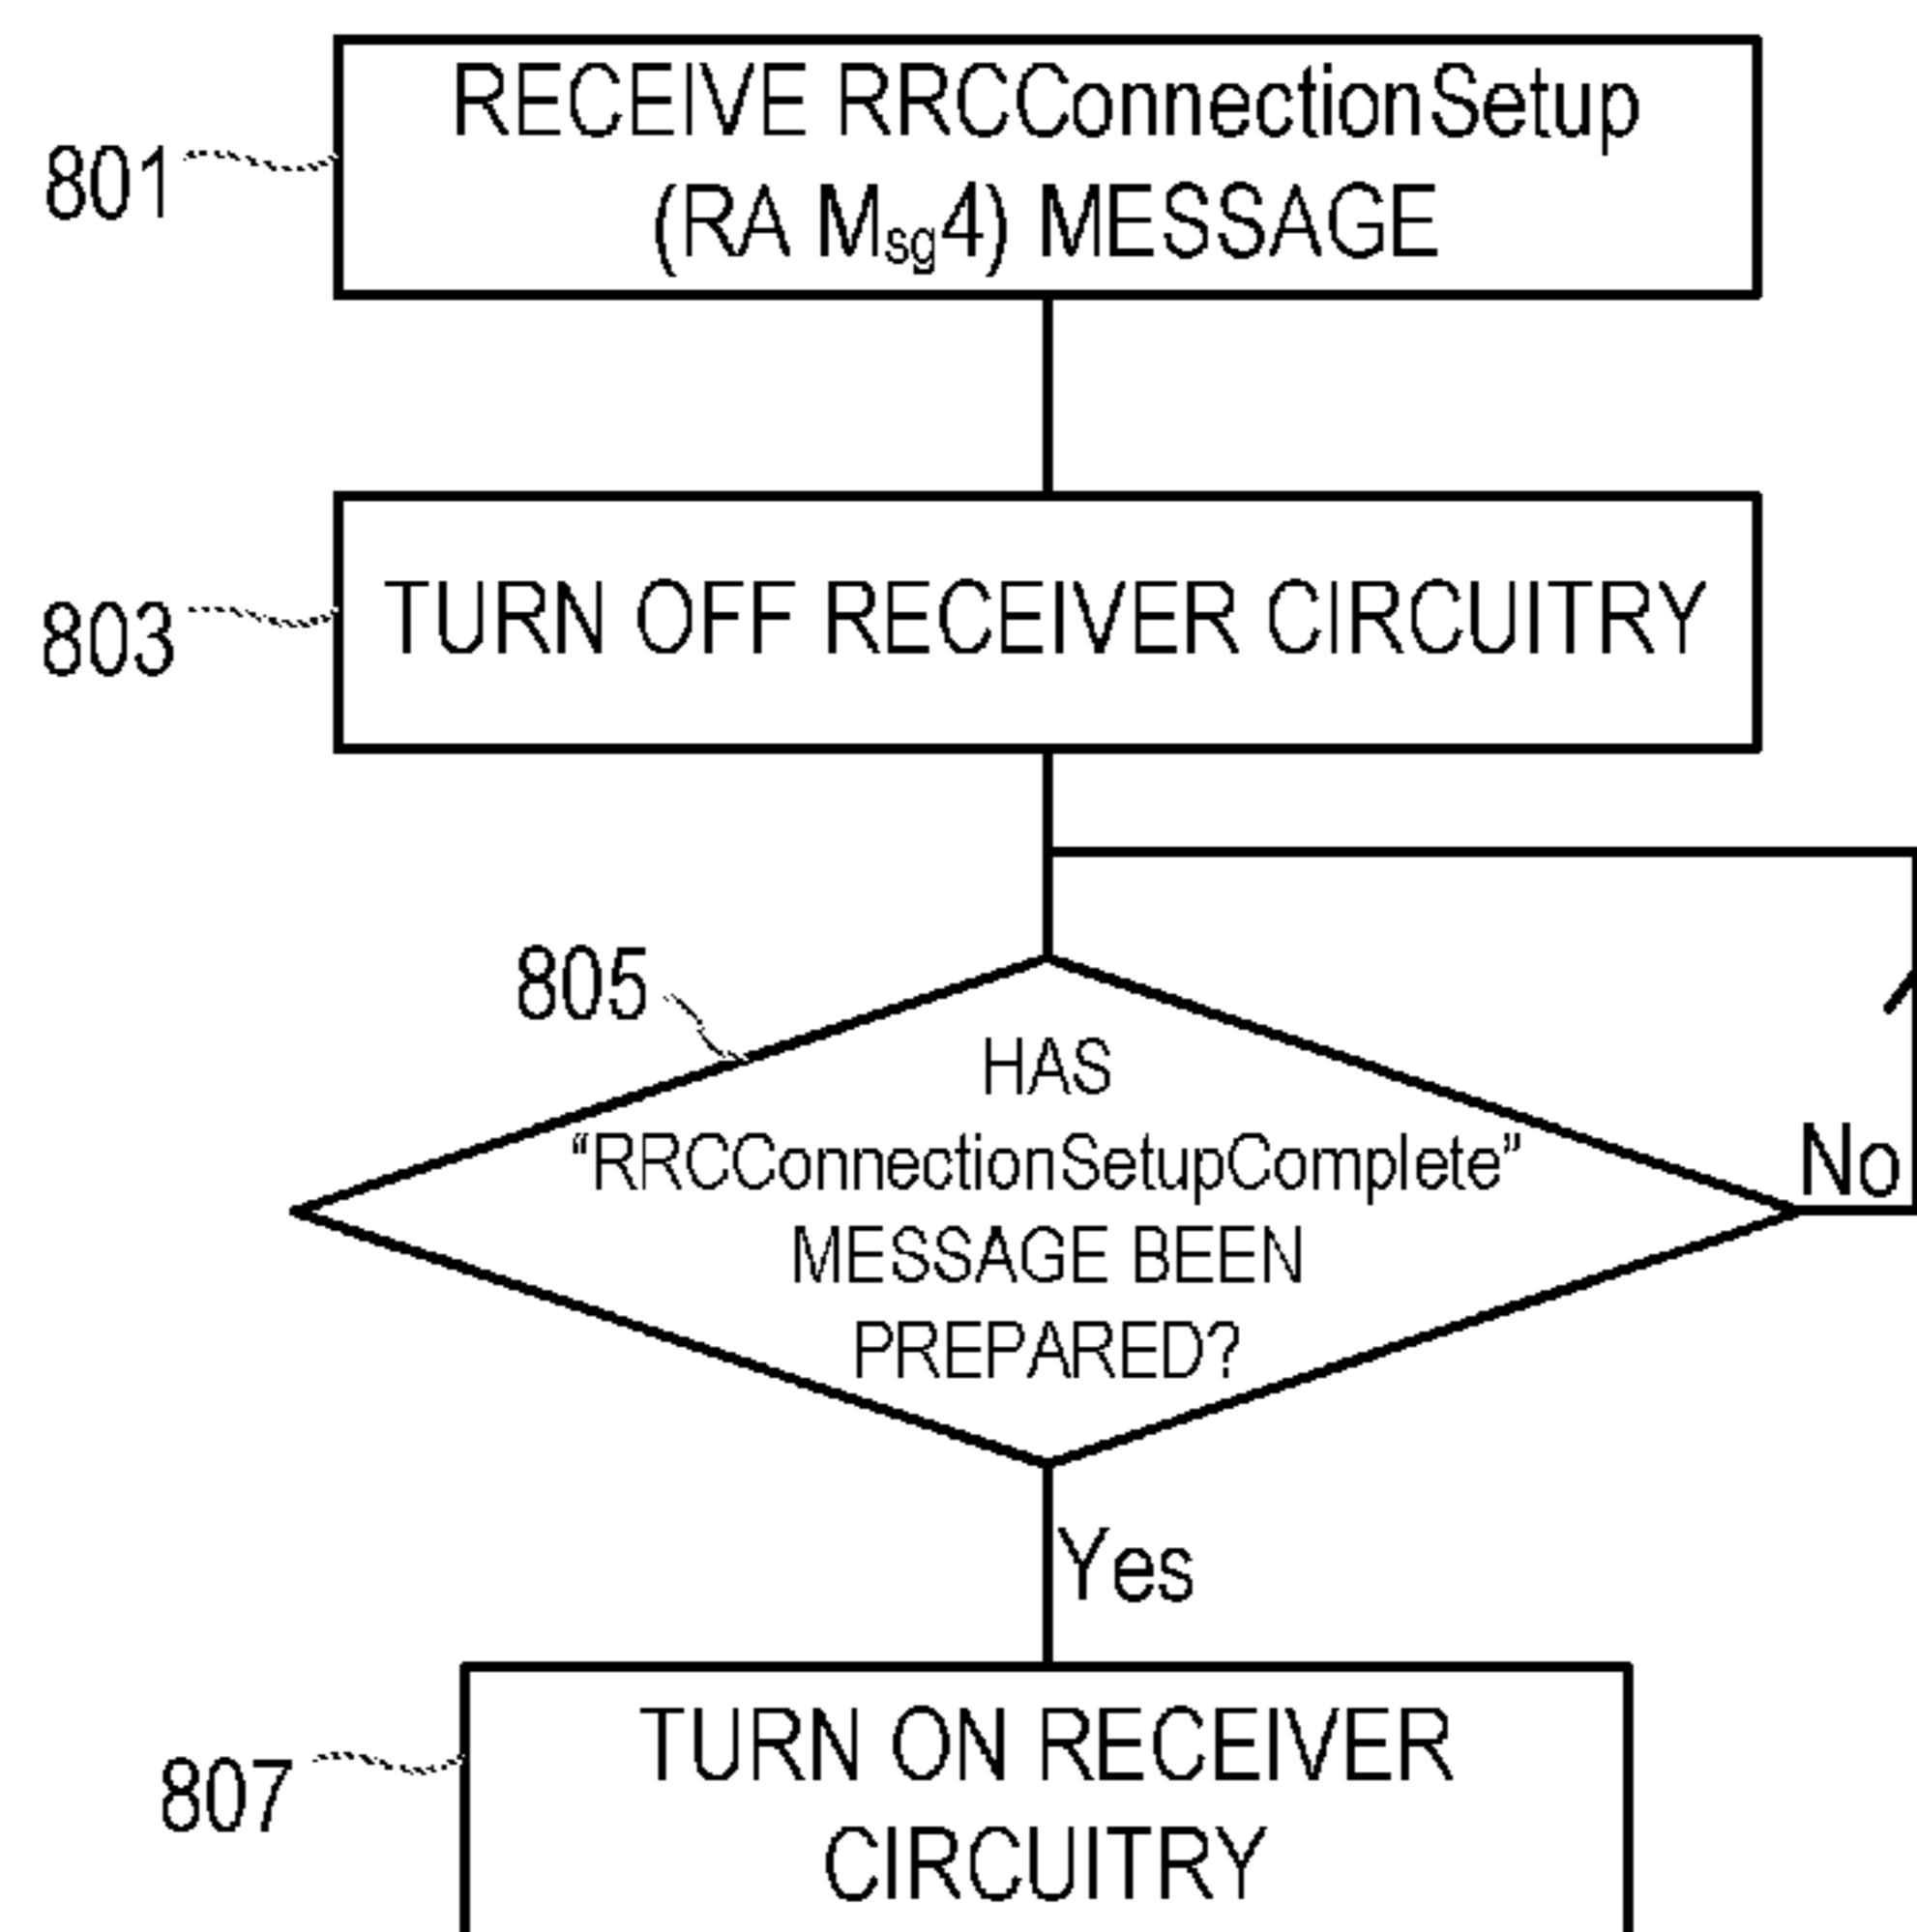 RECEIVE RRCConnectionSetup
801
(RA Msg4) MESSAGE
803
TURN OFF RECEIVER CIRCUITRY
805
HAS
“RRCConnectionSetupComplete”
No
MESSAGE BEEN
PREPARED?
Yes
TURN ON RECEIVER
807
CIRCUITRY